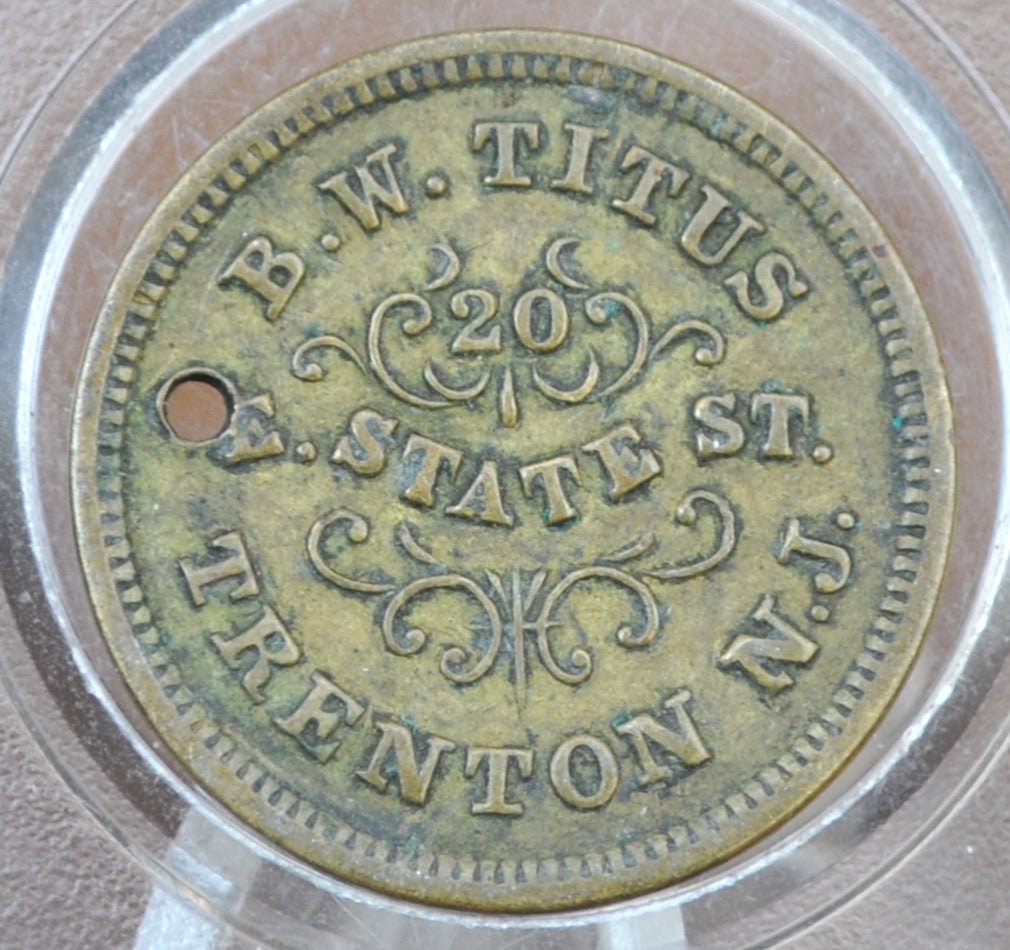 B.W. TITUS
20
E. STATE ST.
TRENTON N.J.